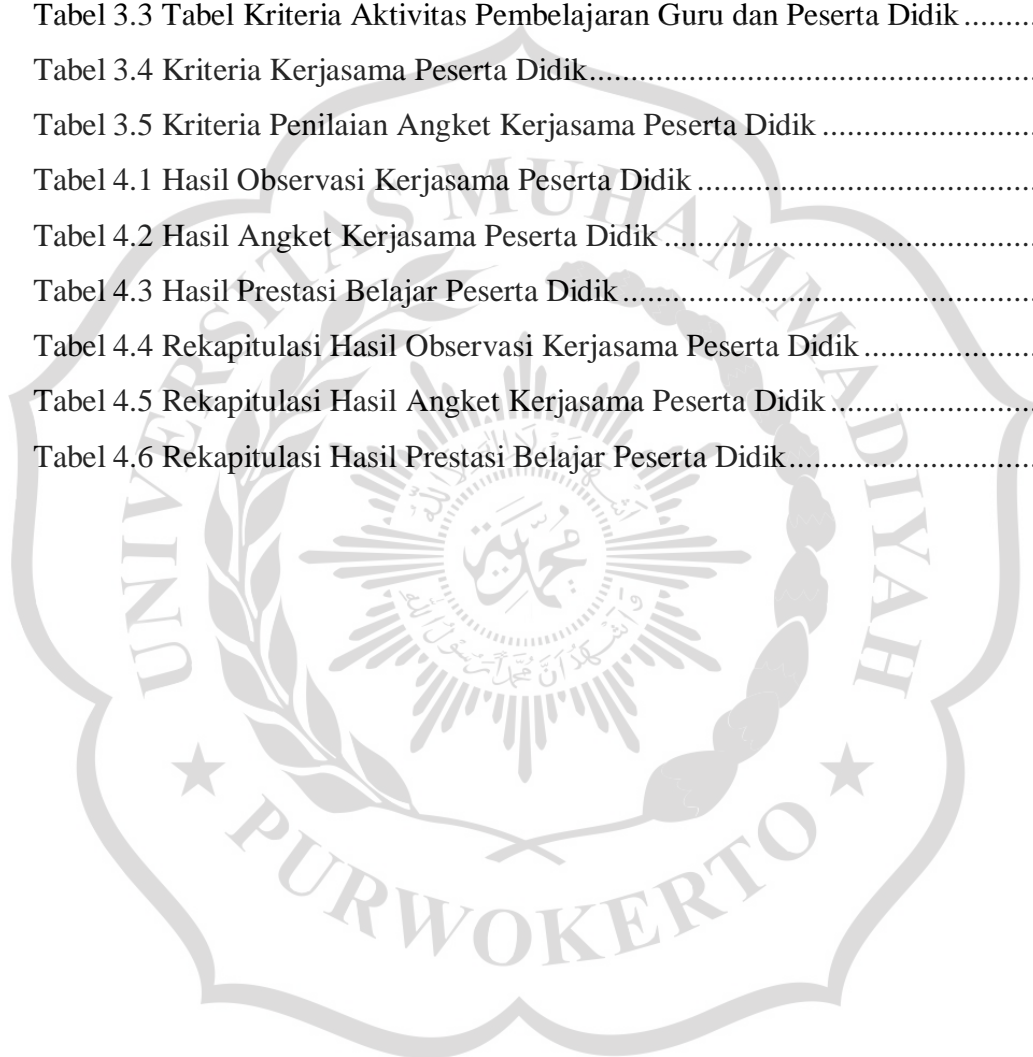 Tabel 3.3 Tabel Kriteria Aktivitas Pembelajaran Guru dan Peserta Didik ..........
Tabel 3.4 Kriteria Kerjasama Peserta Didik..........................................................
Tabel 3.5 Kriteria Penilaian Angket Kerjasama Peserta Didik ...........................
Tabel 4.1 Hasil Observasi Kerjasama Peserta Didik ...........................................
Tabel 4.2 Hasil Angket Kerjasama Peserta Didik ................................................
Tabel 4.3 Hasil Prestasi Belajar Peserta Didik .....................................................
Tabel 4.4 Rekapitulasi Hasil Observasi Kerjasama Peserta Didik ......................
Tabel 4.5 Rekapitulasi Hasil Angket Kerjasama Peserta Didik ..........................
Tabel 4.6 Rekapitulasi Hasil Prestasi Belajar Peserta Didik...............................
UNIVERSITAS MUHAMMADIYAH
PURWOKERTO